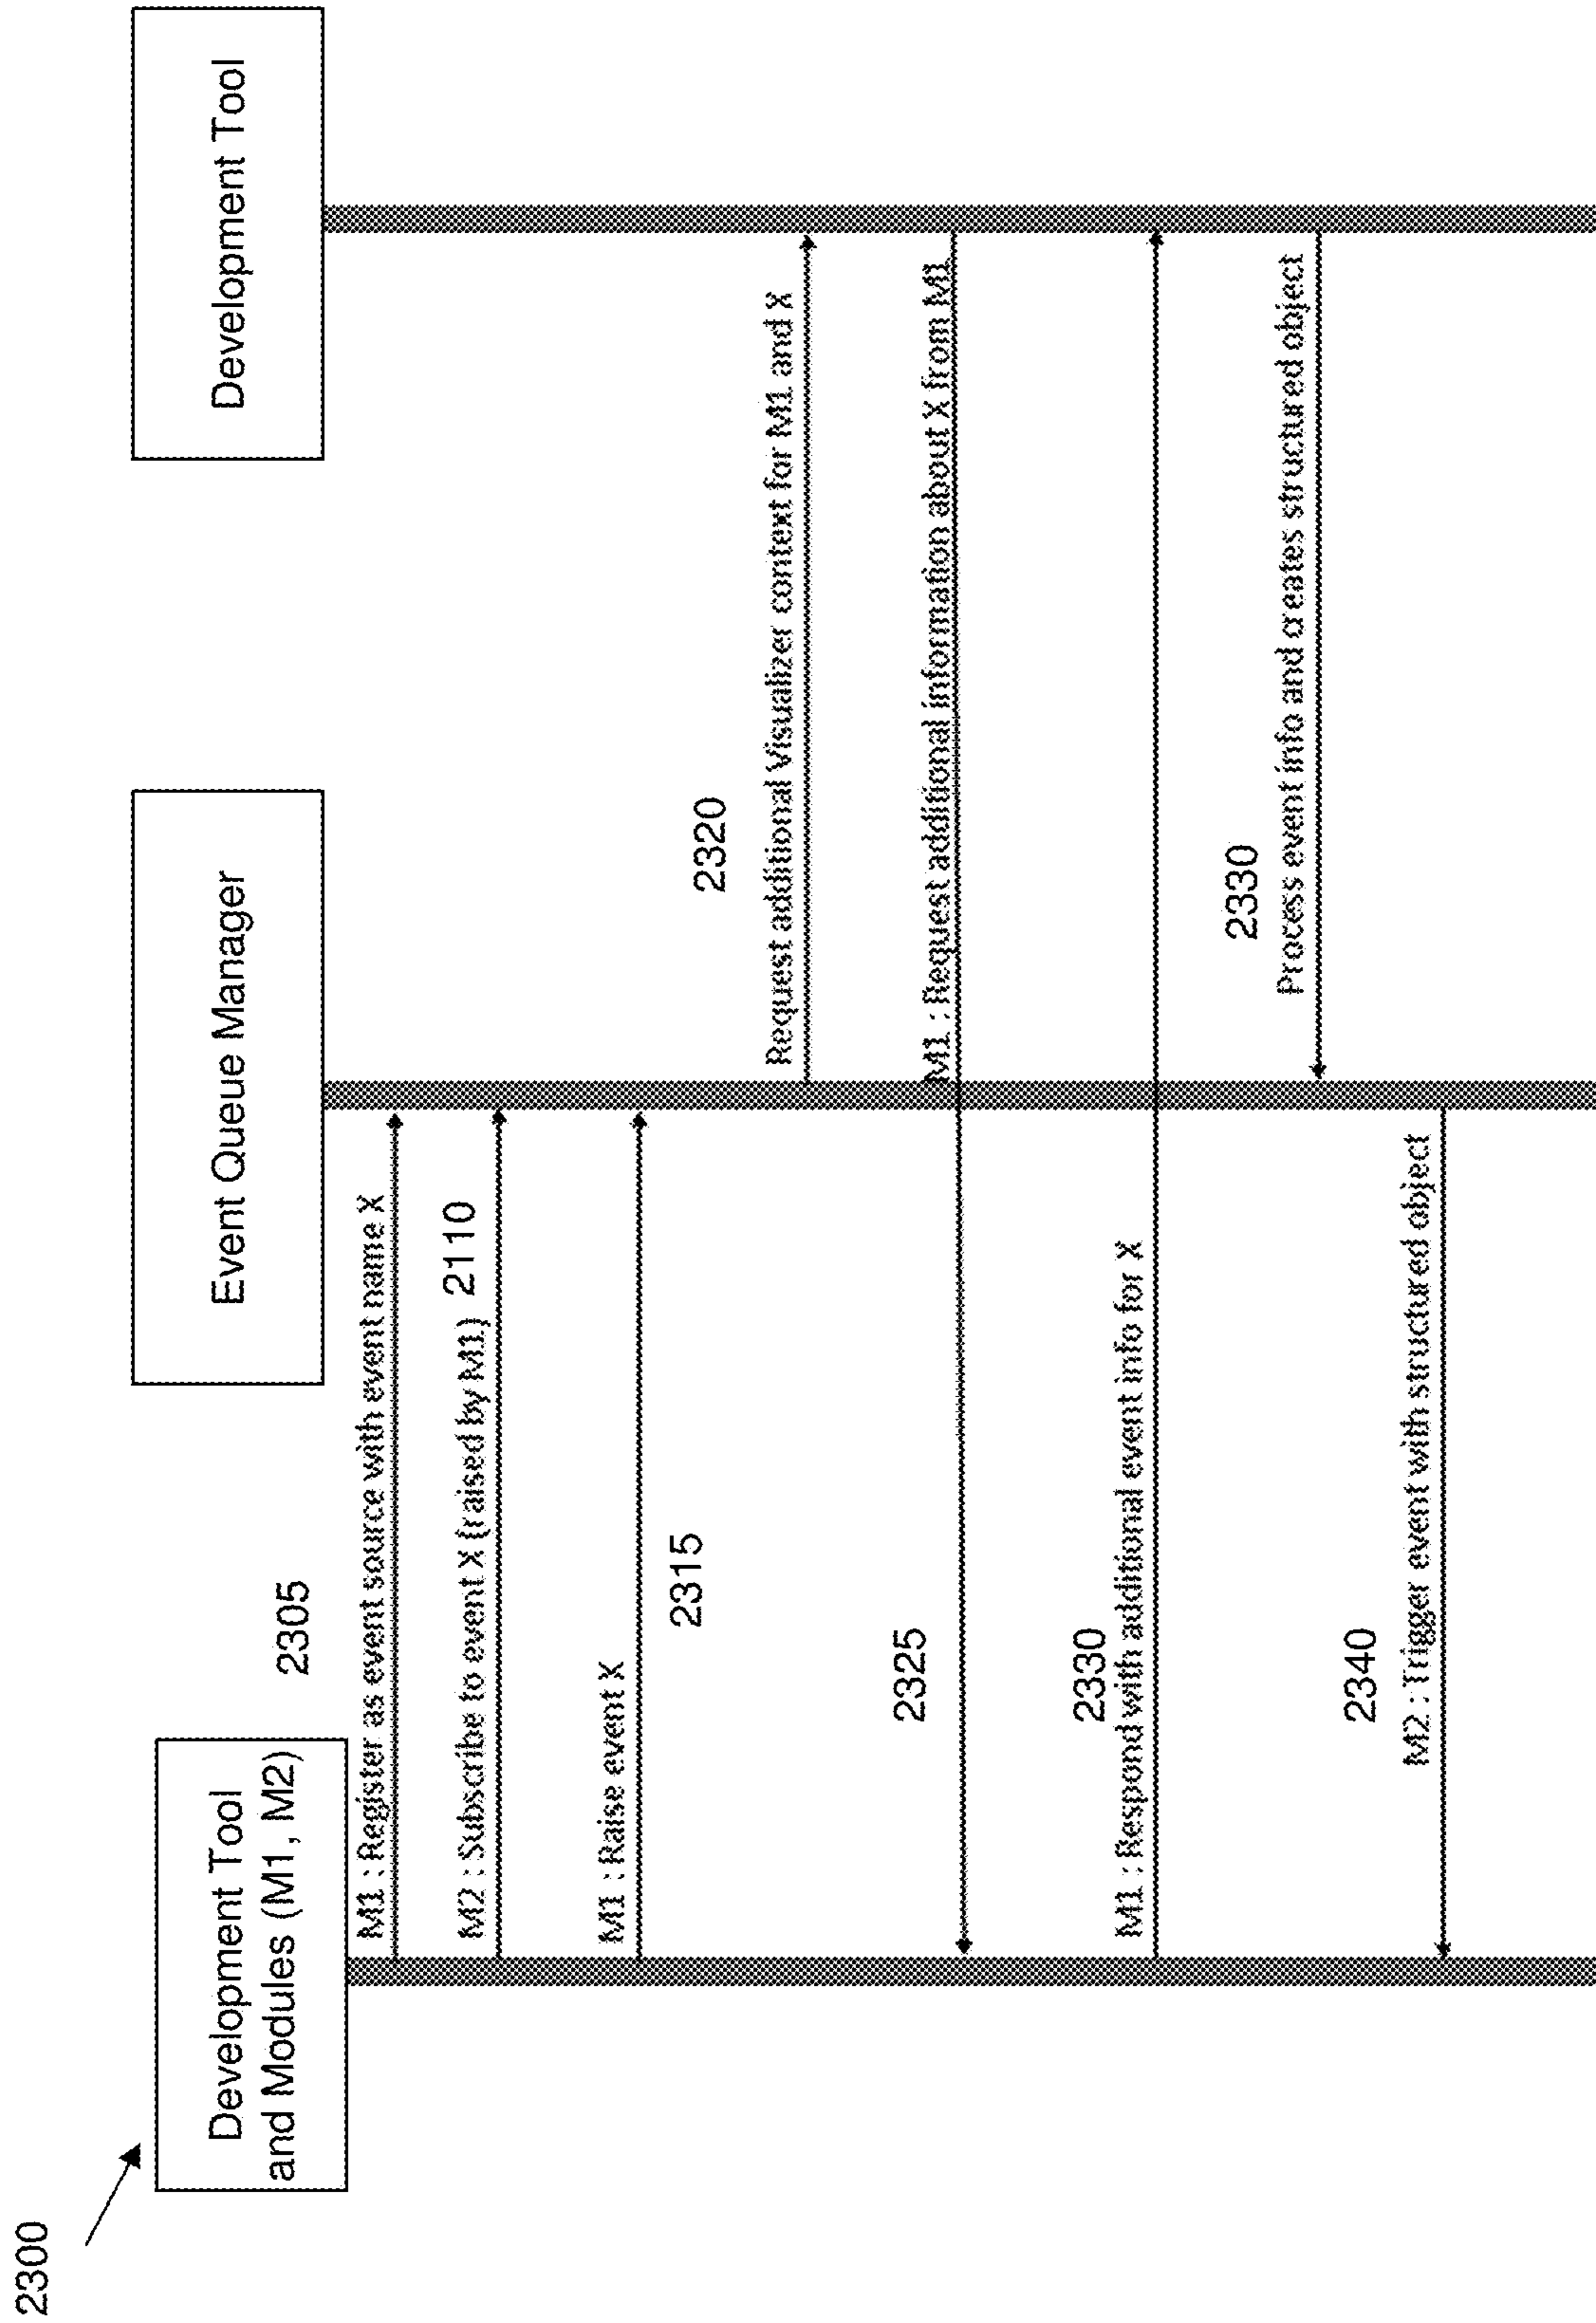 2300
Development Tool
and Modules (M1, M2)
Event Queue Manager
Development Tool
2305
M1 : Register as event source with event name X
M2 : Subscribe to event X (raised by M1) 2110
M1 : Raise event X
2315
2320
Request additional Visualizer context for M1 and X
M1 : Request additional information about X from M1
2325
2330
M1 : Respond with additional event info for X
2330
Process event info and creates structured object
2340
M2 : Trigger event with structured object